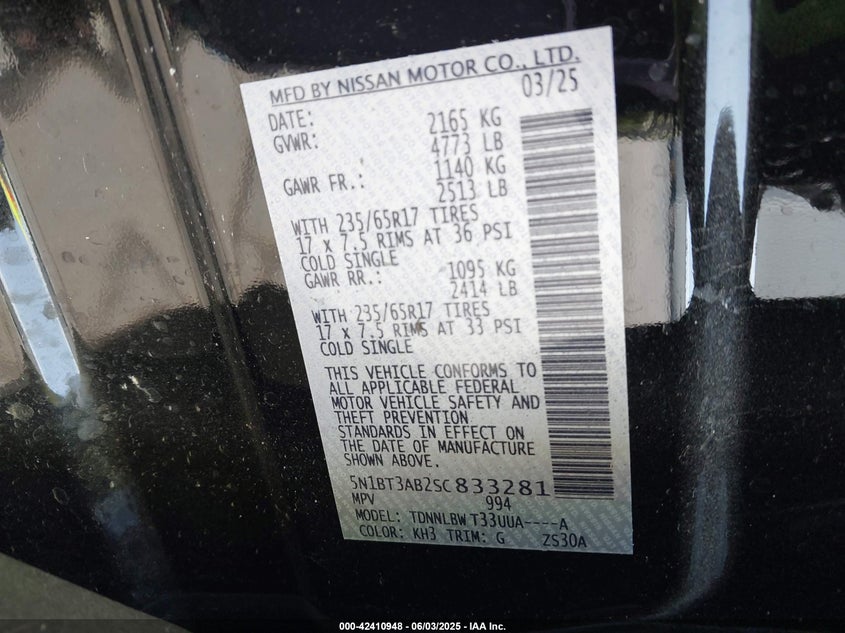 MFD BY NISSAN MOTOR CO., LTD.
DATE: 03/25
GVWR: 2165 KG
4773 LB
GAWR FR.: 1140 KG
2513 LB
WITH 235/65R17 TIRES
17 x 7.5 RIMS AT 36 PSI
COLD SINGLE
GAWR RR.: 1095 KG
2414 LB
WITH 235/65R17 TIRES
17 x 7.5 RIMS AT 33 PSI
COLD SINGLE
THIS VEHICLE CONFORMS TO
ALL APPLICABLE FEDERAL
MOTOR VEHICLE SAFETY AND
THEFT PREVENTION
STANDARDS IN EFFECT ON
THE DATE OF MANUFACTURE
SHOWN ABOVE.
5N1BT3AB2SC833281
MPV 994
MODEL: TDNNLBW T33UUA----A
COLOR: KH3 TRIM: G ZS30A
000-42410948 - 06/03/2025 - IAA Inc.